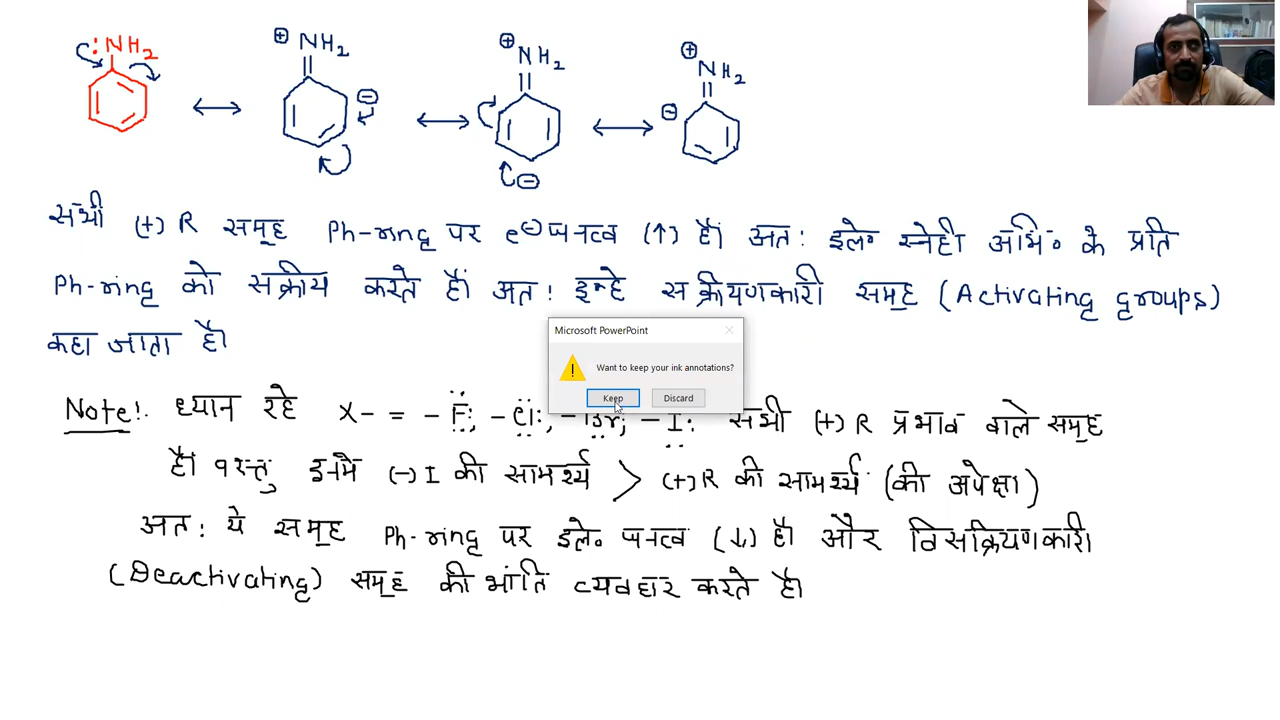 :NH2 ⊕NH2 ⊕NH2 ⊕NH2
⊖ ⊖ ⊖
सभी (+) R समूह Ph-ring पर e⊖घनत्व (↑) है। अतः इले० स्नेही अभि० के प्रति
Ph-ring को सक्रीय करते है। अतः इन्हे सक्रियणकारी समूह (Activating groups)
कहा जाता है।
Microsoft PowerPoint
Want to keep your ink annotations?
Keep Discard
Note:. ध्यान रहे X- = -F:, -Cl:, -Br:, -I: सभी (+) R प्रभाव वाले समूह
है। परन्तु इनमे (-) I की सामर्थ्य > (+) R की सामर्थ्य (की अपेक्षा)
अतः ये समूह Ph-ring पर इले० घनत्व (↓) है। और विसक्रियणकारी
(Deactivating) समूह की भांति व्यवहार करते है।